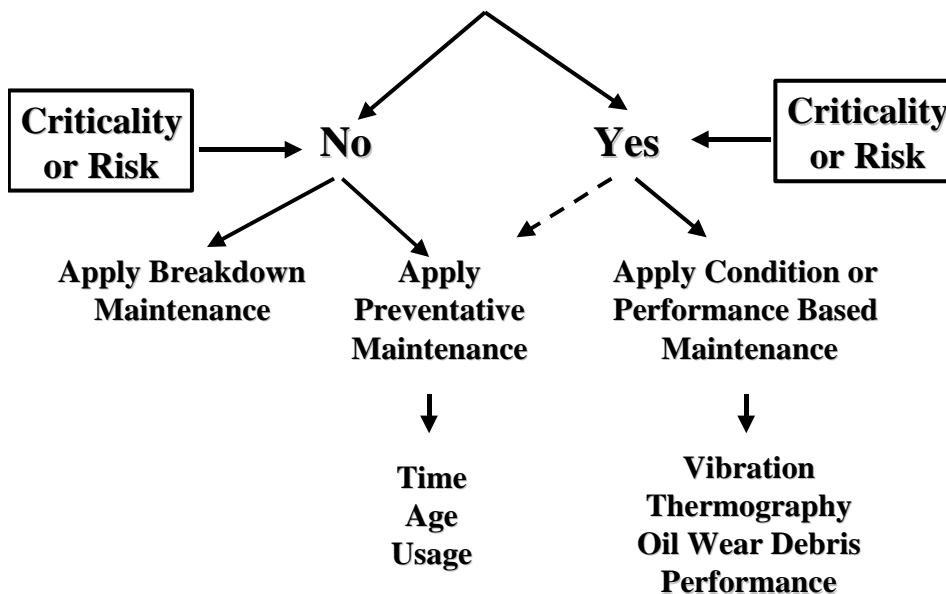 Criticality
or Risk
No
Yes
Criticality
or Risk
Apply Breakdown
Maintenance
Apply
Preventative
Maintenance
Apply Condition or
Performance Based
Maintenance
Time
Age
Usage
Vibration
Thermography
Oil Wear Debris
Performance